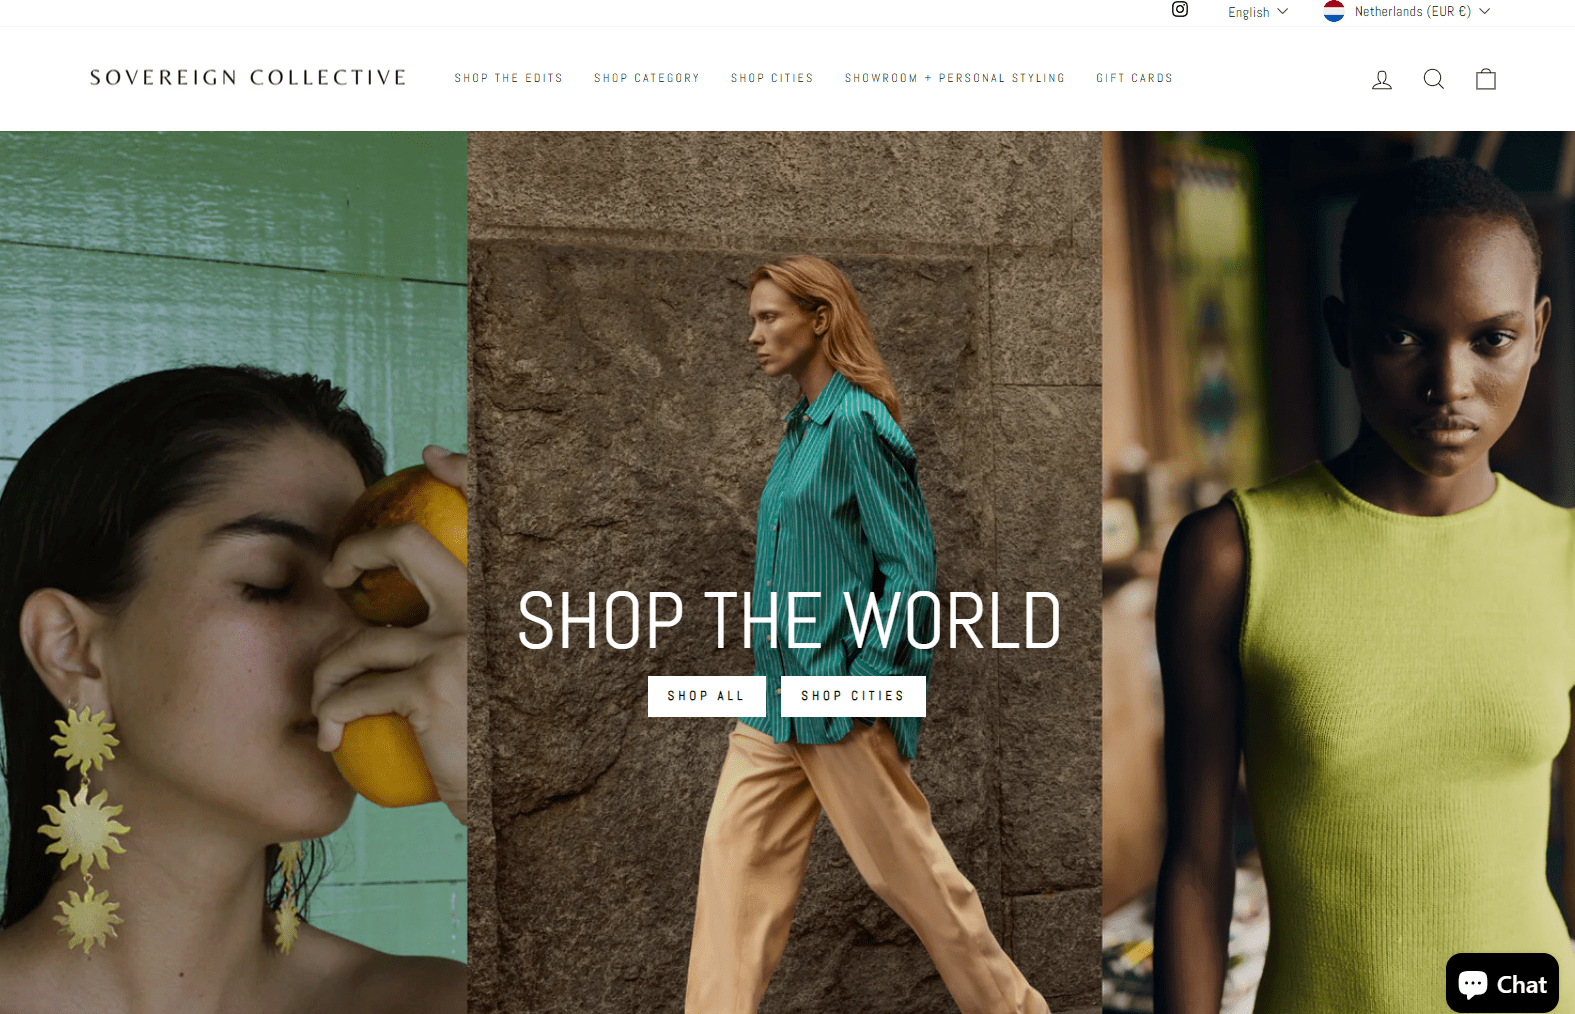 English
Netherlands (EUR €)
SOVEREIGN COLLECTIVE
SHOP THE EDITS
SHOP CATEGORY
SHOP CITIES
SHOWROOM + PERSONAL STYLING
GIFT CARDS
SHOP THE WORLD
SHOP ALL
SHOP CITIES
Chat